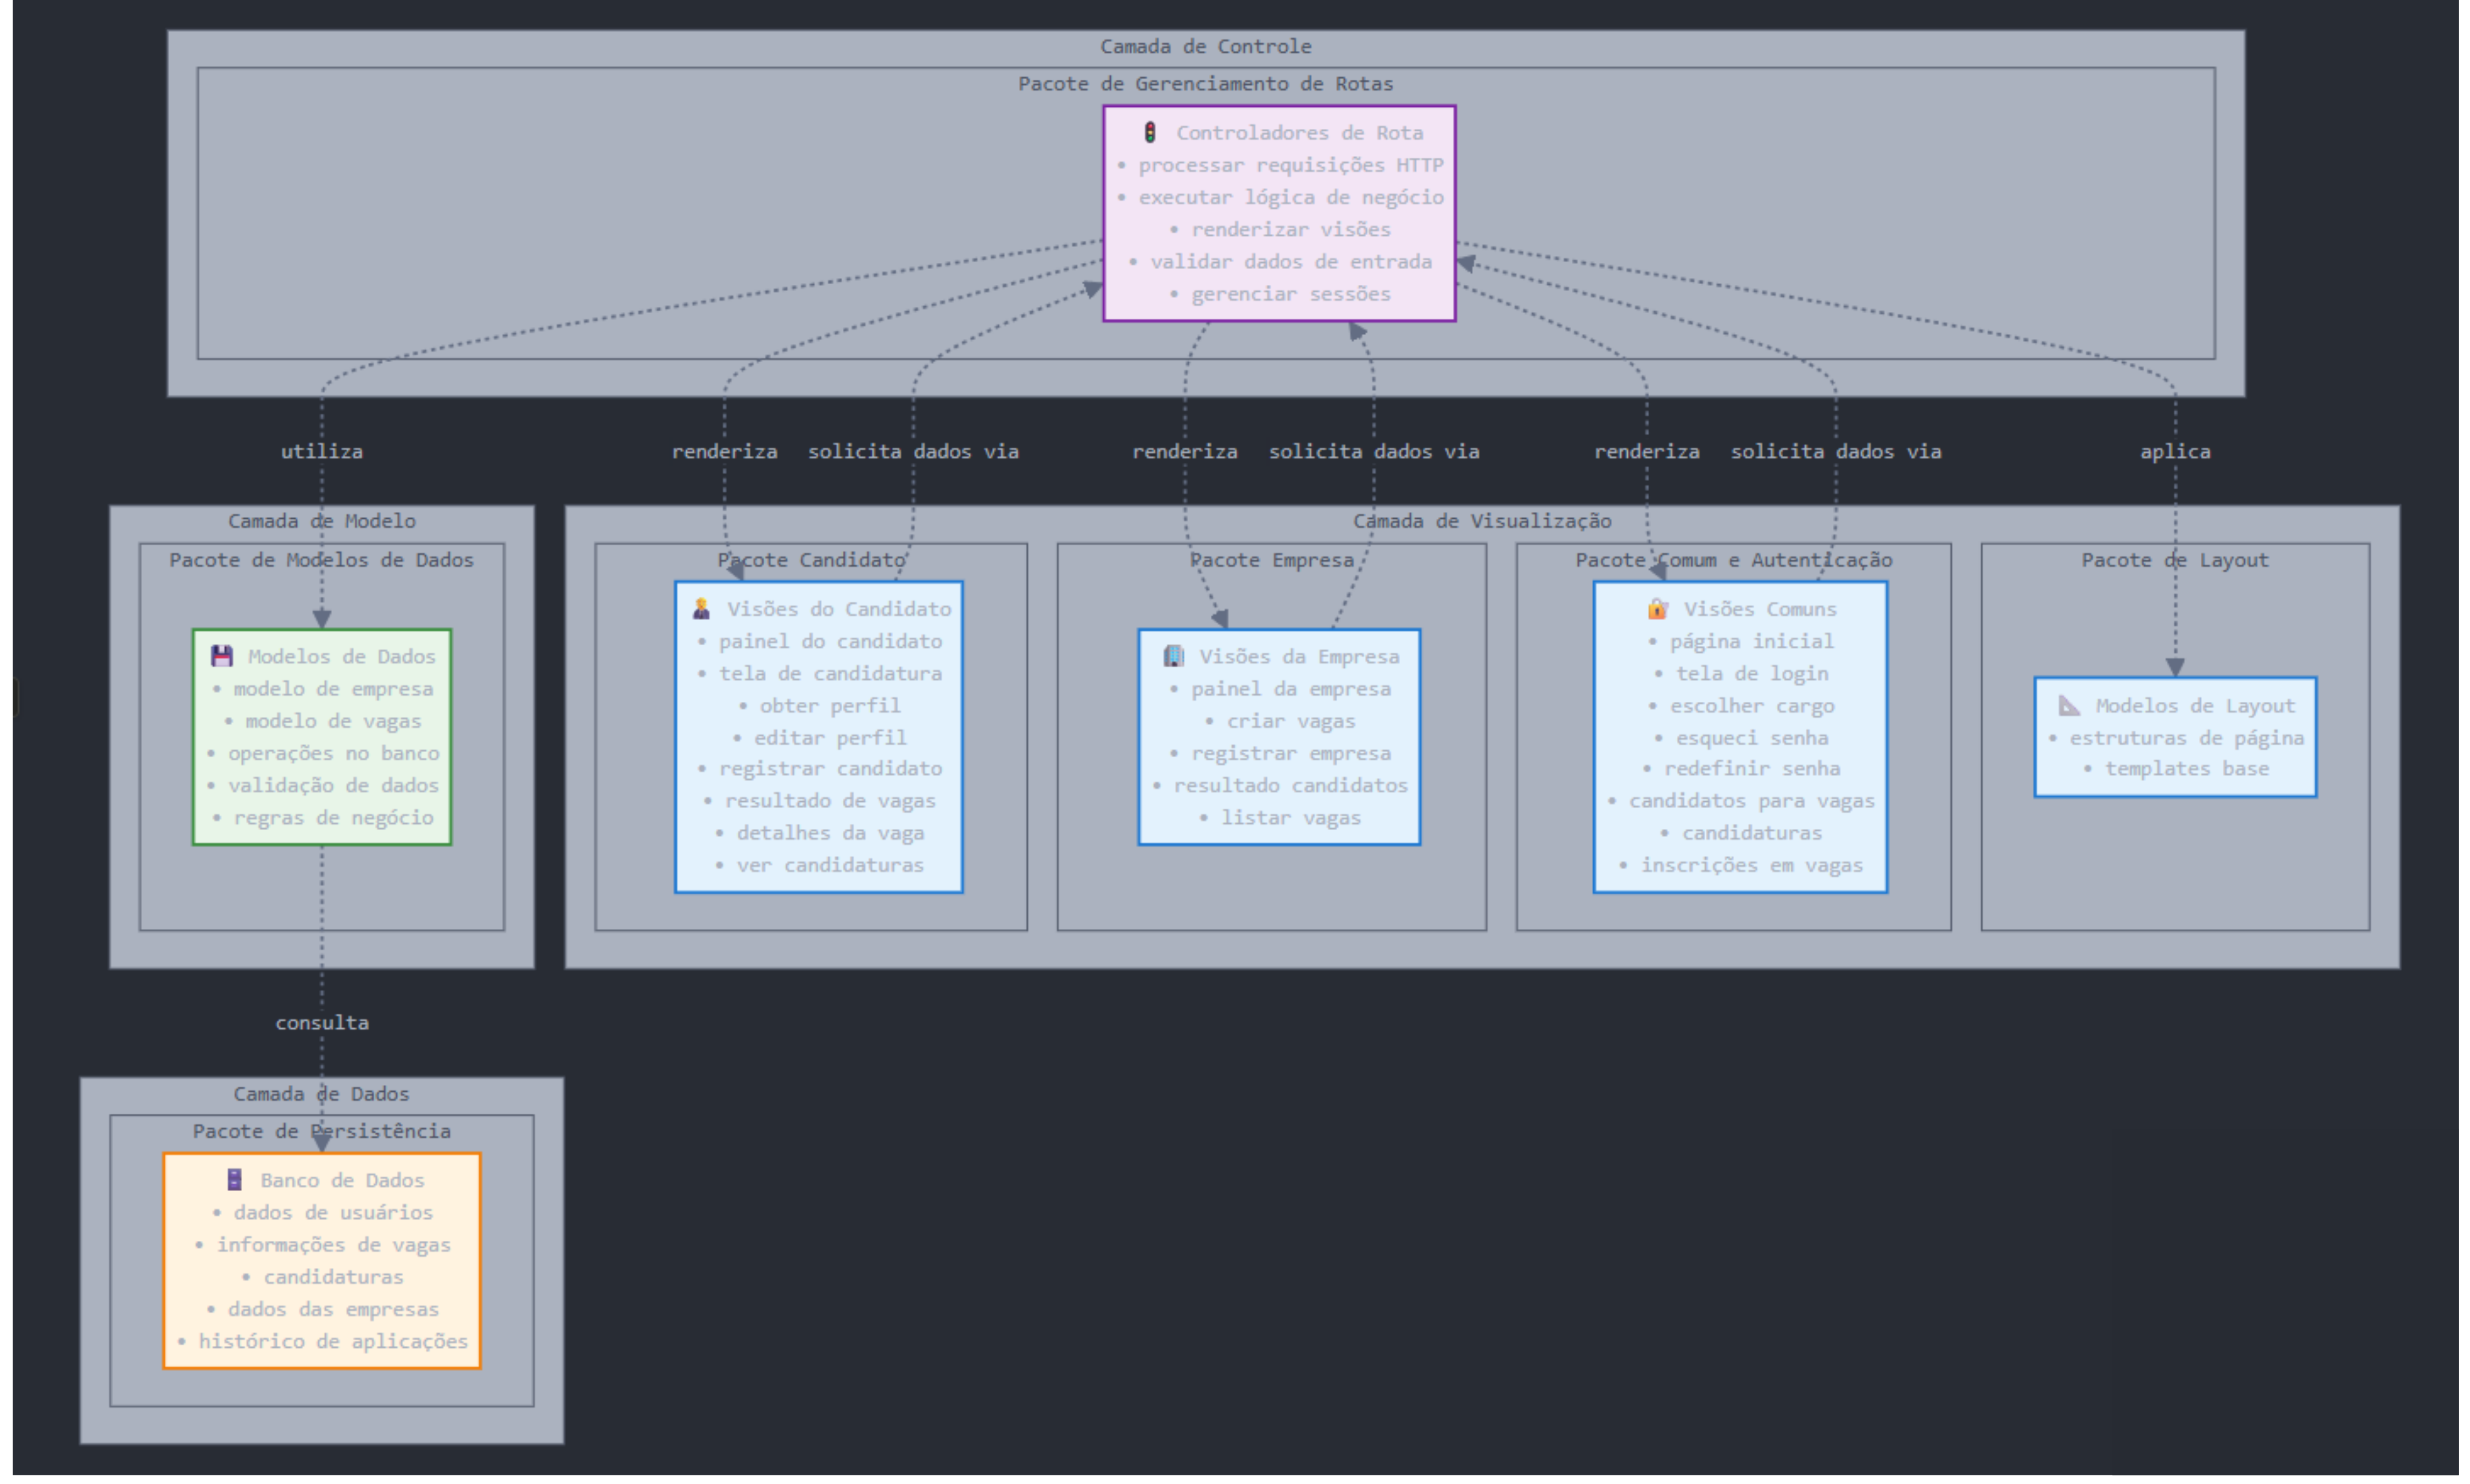 Camada de Controle
Pacote de Gerenciamento de Rotas
Controladores de Rota
• processar requisições HTTP
• executar lógica de negócio
• renderizar visões
• validar dados de entrada
• gerenciar sessões
utiliza
renderiza
solicita dados via
renderiza
solicita dados via
renderiza
solicita dados via
aplica
Camada de Modelo
Pacote de Modelos de Dados
Modelos de Dados
• modelo de empresa
• modelo de vagas
• operações no banco
• validação de dados
• regras de negócio
Camada de Visualização
Pacote Candidato
Visões do Candidato
• painel do candidato
• tela de candidatura
• obter perfil
• editar perfil
• registrar candidato
• resultado de vagas
• detalhes da vaga
• ver candidaturas
Pacote Empresa
Visões da Empresa
• painel da empresa
• criar vagas
• registrar empresa
• resultado candidatos
• listar vagas
Pacote Comum e Autenticação
Visões Comuns
• página inicial
• tela de login
• escolher cargo
• esqueci senha
• redefinir senha
• candidatos para vagas
• candidaturas
• inscrições em vagas
Pacote de Layout
Modelos de Layout
• estruturas de página
• templates base
consulta
Camada de Dados
Pacote de Persistência
Banco de Dados
• dados de usuários
• informações de vagas
• candidaturas
• dados das empresas
• histórico de aplicações